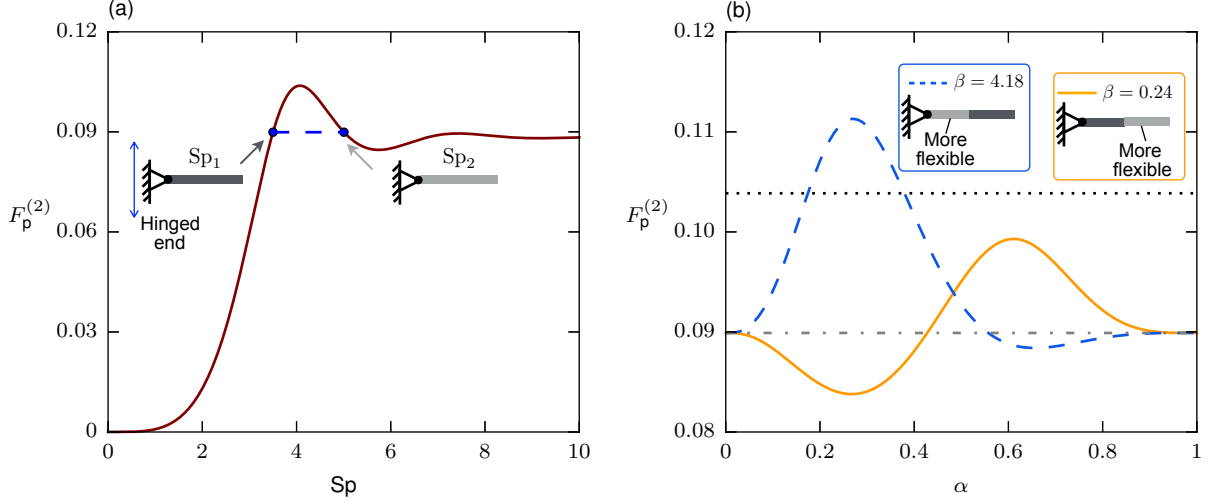 (a)
0.12
0.09
0.06
0.03
0
F_p^(2)
Sp₁
Sp₂
Hinged
end
0 2 4 6 8 10
Sp
(b)
0.12
0.11
0.10
0.09
0.08
F_p^(2)
β = 4.18
More
flexible
β = 0.24
More
flexible
0 0.2 0.4 0.6 0.8 1
α